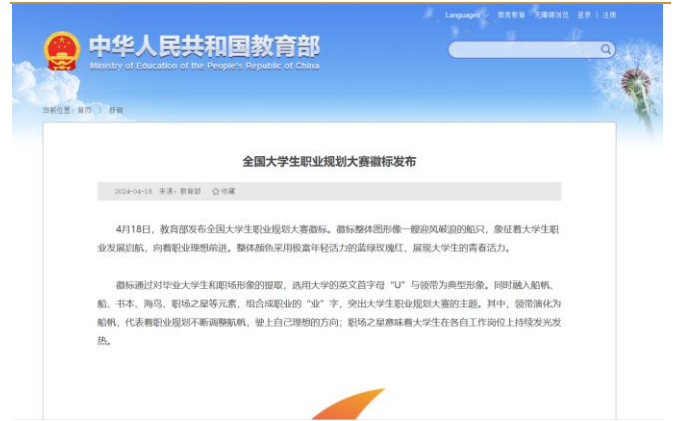 Languages 教育教育 无障碍浏览 登录 | 注册
中华人民共和国教育部
Ministry of Education of the People's Republic of China
当前位置：首页 > 新闻
全国大学生职业规划大赛徽标发布
2024-04-18 来源：教育部 ☆收藏
4月18日，教育部发布全国大学生职业规划大赛徽标。徽标整体图形像一艘迎风破浪的船只，象征着大学生职
业发展启航，向着职业理想前进。整体颜色采用极富年轻活力的蓝绿玫瑰红，展现大学生的青春活力。
徽标通过对毕业大学生和职场形象的提取，选用大学的英文首字母“U”与领带为典型形象。同时融入船帆、
船、书本、海鸟、职场之星等元素，组合成职业的“业”字，突出大学生职业规划大赛的主题。其中，领带演化为
船帆，代表着职业规划不断调整航帆，驶上自己理想的方向；职场之星意味着大学生在各自工作岗位上持续发光发
热。